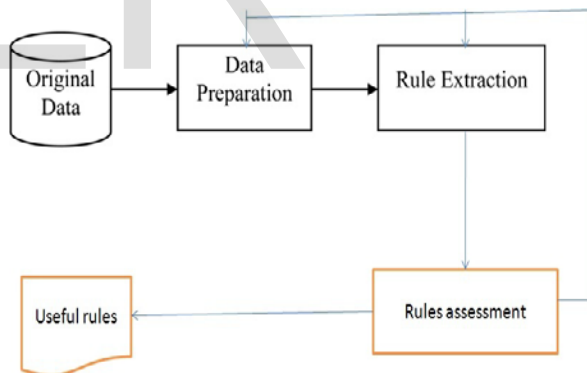 Original
Data
Data
Preparation
Rule Extraction
Useful rules
Rules assessment